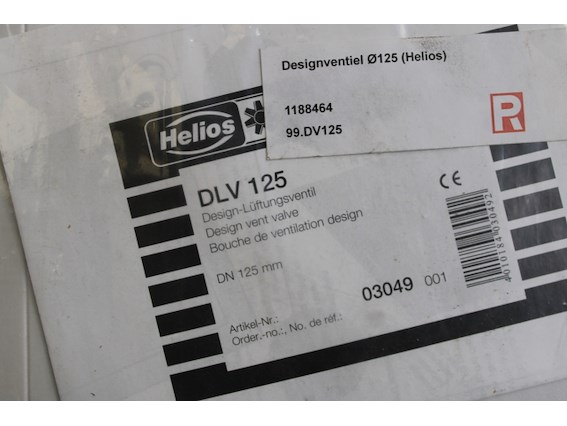 Designventiel Ø125 (Helios)
1188464
99.DV125
R
Helios
DLV 125
Design-Lüftungsventil
Design vent valve
Bouche de ventilation design
DN 125 mm
CE
4010184030492
Artikel-Nr.:
Order.-no., No. de réf.:
03049 001